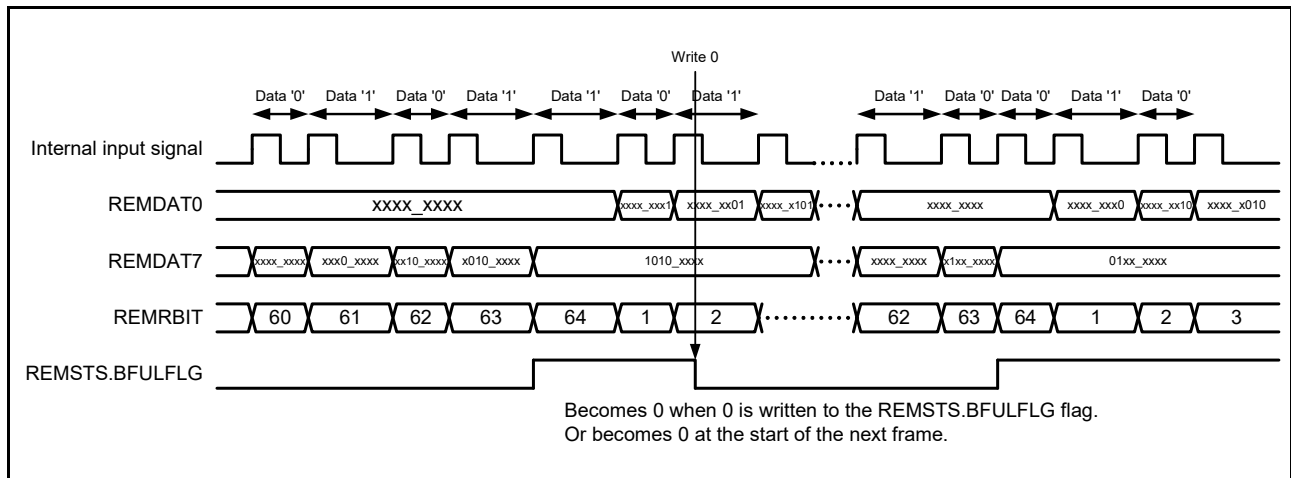 Write 0
Data '0' Data '1' Data '0' Data '1' Data '1' Data '0' Data '1' Data '1' Data '0' Data '0' Data '1' Data '0'
Internal input signal
REMDAT0 xxxx_xxxx xxxx_xxx1 xxxx_xx01 xxxx_x101 xxxx_xxxx xxxx_xxx0 xxxx_xx10 xxxx_x010
REMDAT7 xxxx_xxxx xxx0_xxxx xx10_xxxx x010_xxxx 1010_xxxx xxxx_xxxx x1xx_xxxx 01xx_xxxx
REMRBIT 60 61 62 63 64 1 2 62 63 64 1 2 3
REMSTS.BFULFLG
Becomes 0 when 0 is written to the REMSTS.BFULFLG flag.
Or becomes 0 at the start of the next frame.